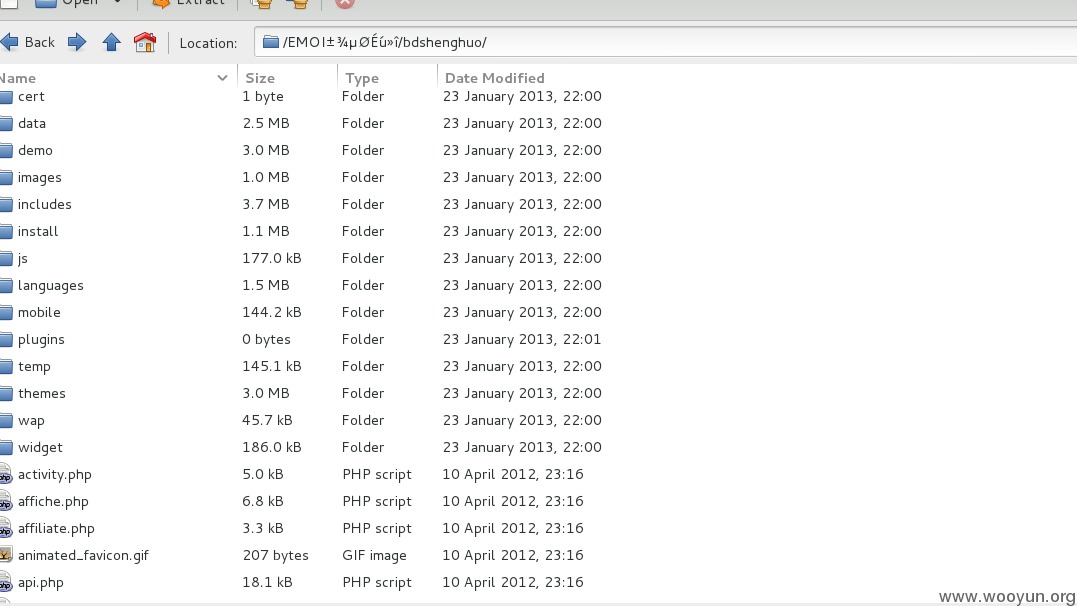 Open Extract
Back Location: /EMOI±¾µØÉú»î/bdshenghuo/
Name Size Type Date Modified
cert 1 byte Folder 23 January 2013, 22:00
data 2.5 MB Folder 23 January 2013, 22:00
demo 3.0 MB Folder 23 January 2013, 22:00
images 1.0 MB Folder 23 January 2013, 22:00
includes 3.7 MB Folder 23 January 2013, 22:00
install 1.1 MB Folder 23 January 2013, 22:00
js 177.0 kB Folder 23 January 2013, 22:00
languages 1.5 MB Folder 23 January 2013, 22:00
mobile 144.2 kB Folder 23 January 2013, 22:00
plugins 0 bytes Folder 23 January 2013, 22:01
temp 145.1 kB Folder 23 January 2013, 22:00
themes 3.0 MB Folder 23 January 2013, 22:00
wap 45.7 kB Folder 23 January 2013, 22:00
widget 186.0 kB Folder 23 January 2013, 22:00
activity.php 5.0 kB PHP script 10 April 2012, 23:16
affiche.php 6.8 kB PHP script 10 April 2012, 23:16
affiliate.php 3.3 kB PHP script 10 April 2012, 23:16
animated_favicon.gif 207 bytes GIF image 10 April 2012, 23:16
api.php 18.1 kB PHP script 10 April 2012, 23:16
www.wooyun.org